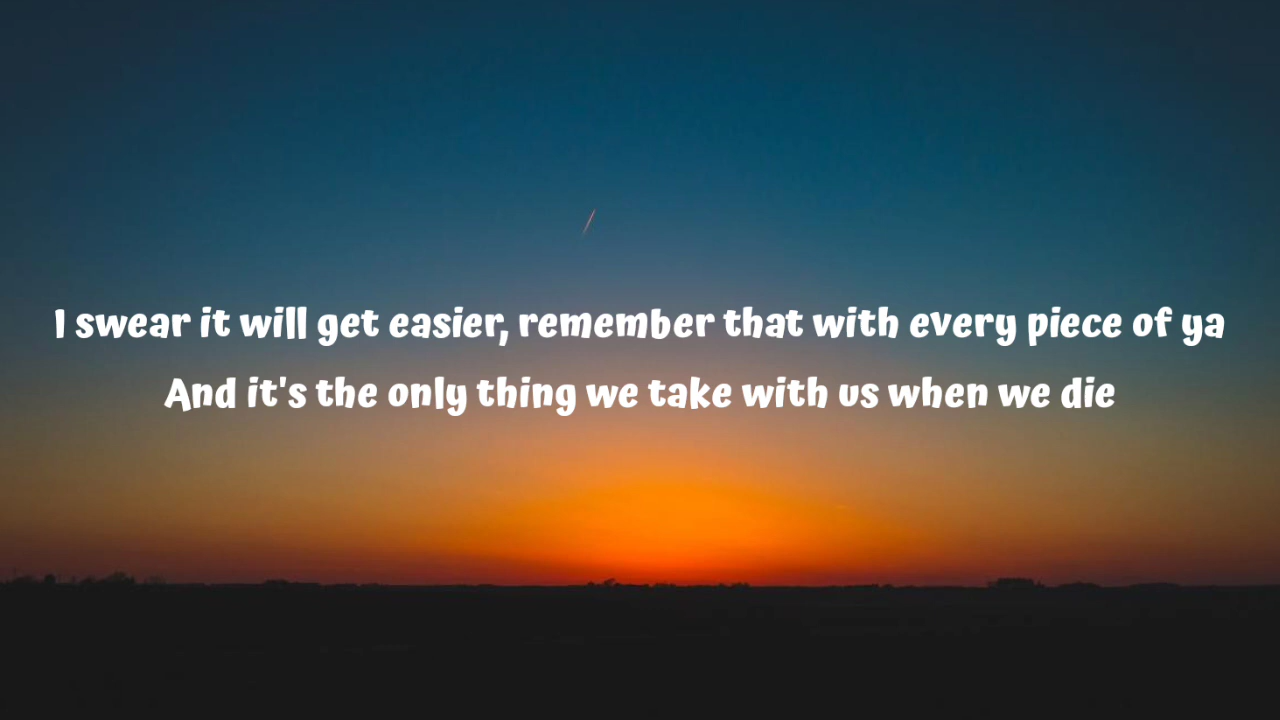 I swear it will get easier, remember that with every piece of ya
And it's the only thing we take with us when we die